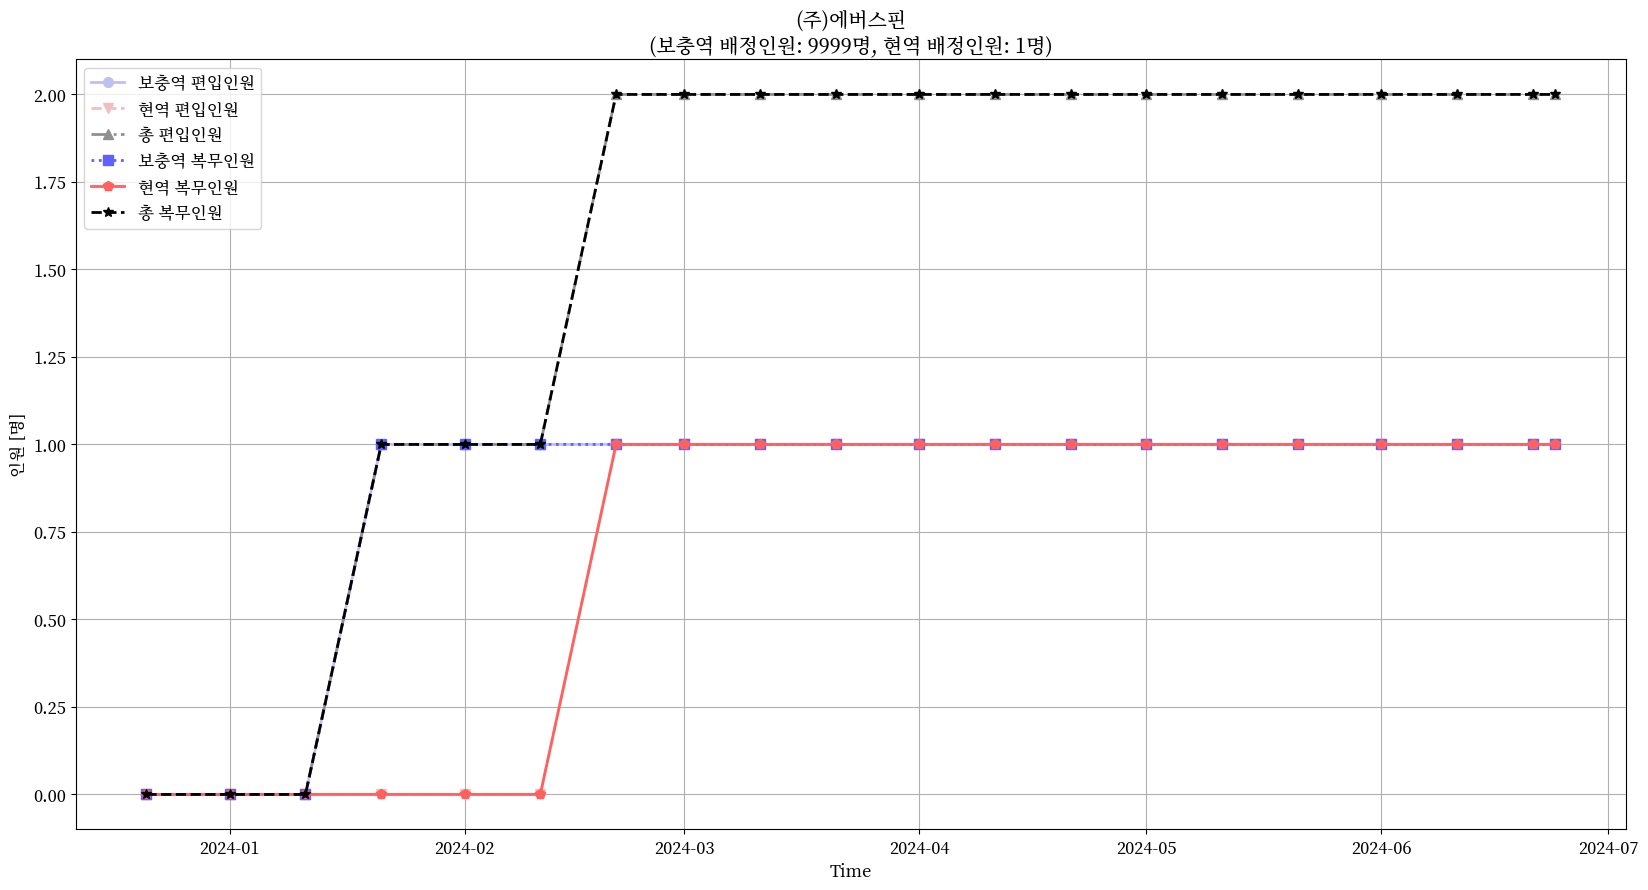 (주)에버스핀
(보충역 배정인원: 9999명, 현역 배정인원: 1명)
보충역 편입인원
현역 편입인원
총 편입인원
보충역 복무인원
현역 복무인원
총 복무인원
인원 [명]
2.00
1.75
1.50
1.25
1.00
0.75
0.50
0.25
0.00
2024-01 2024-02 2024-03 2024-04 2024-05 2024-06 2024-07
Time